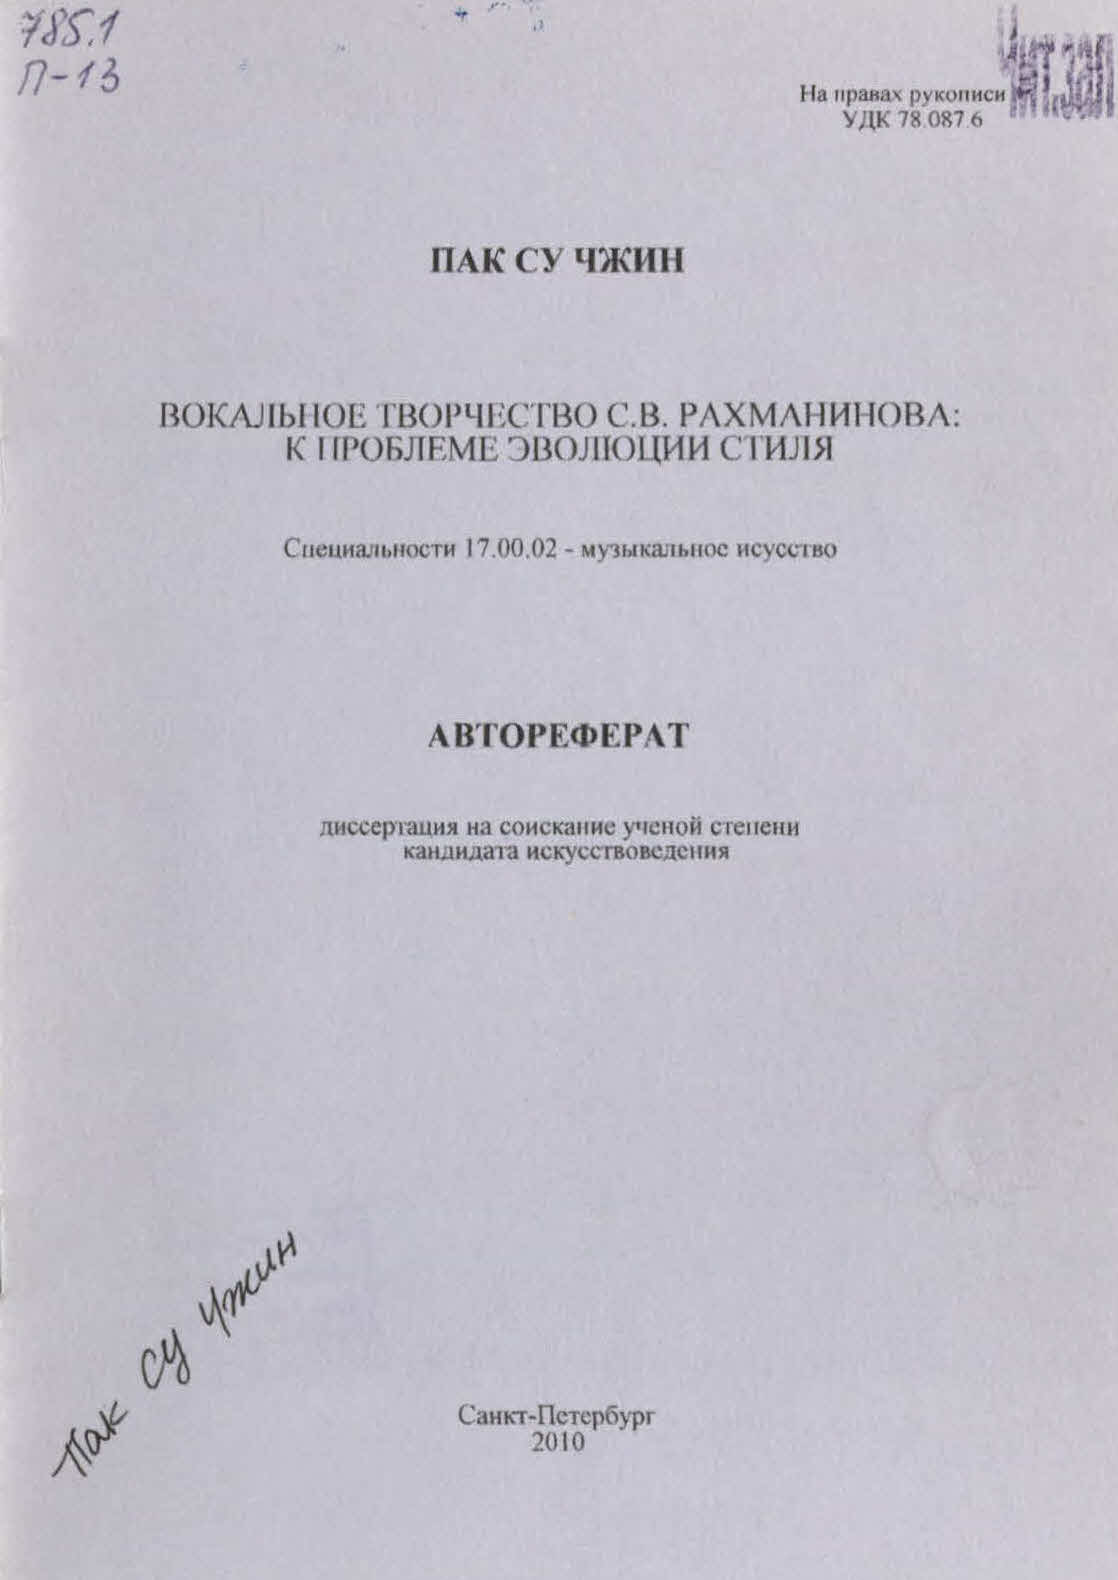 785.1
П-13
Чит.зал
На правах рукописи
УДК 78.087.6
ПАК СУ ЧЖИН
ВОКАЛЬНОЕ ТВОРЧЕСТВО С.В. РАХМАНИНОВА:
К ПРОБЛЕМЕ ЭВОЛЮЦИИ СТИЛЯ
Специальности 17.00.02 - музыкальное исусство
АВТОРЕФЕРАТ
диссертация на соискание ученой степени
кандидата искусствоведения
Пак Су Чжин
Санкт-Петербург
2010